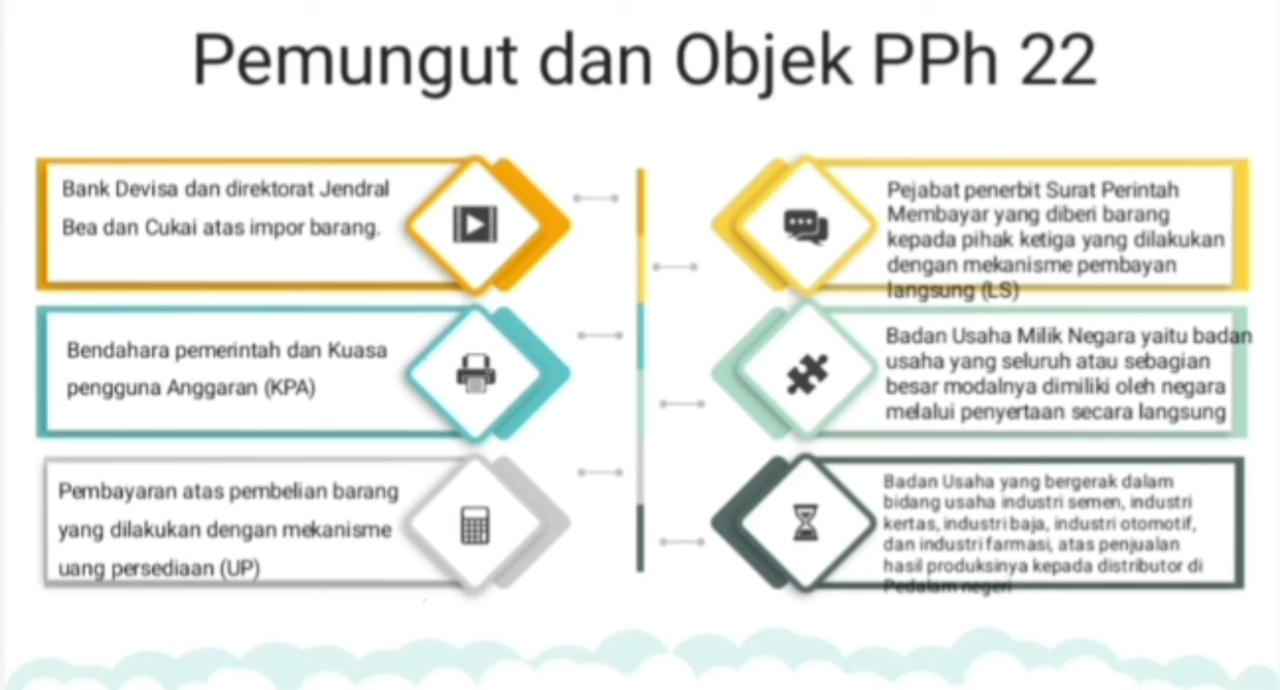 Pemungut dan Objek PPh 22
Bank Devisa dan direktorat Jendral
Bea dan Cukai atas impor barang.
Bendahara pemerintah dan Kuasa
pengguna Anggaran (KPA)
Pembayaran atas pembelian barang
yang dilakukan dengan mekanisme
uang persediaan (UP)
Pejabat penerbit Surat Perintah
Membayar yang diberi barang
kepada pihak ketiga yang dilakukan
dengan mekanisme pembayan
langsung (LS)
Badan Usaha Milik Negara yaitu badan
usaha yang seluruh atau sebagian
besar modalnya dimiliki oleh negara
melalui penyertaan secara langsung
Badan Usaha yang bergerak dalam
bidang usaha industri semen, industri
kertas, industri baja, industri otomotif,
dan industri farmasi, atas penjualan
hasil produksinya kepada distributor di
Pedalam negeri